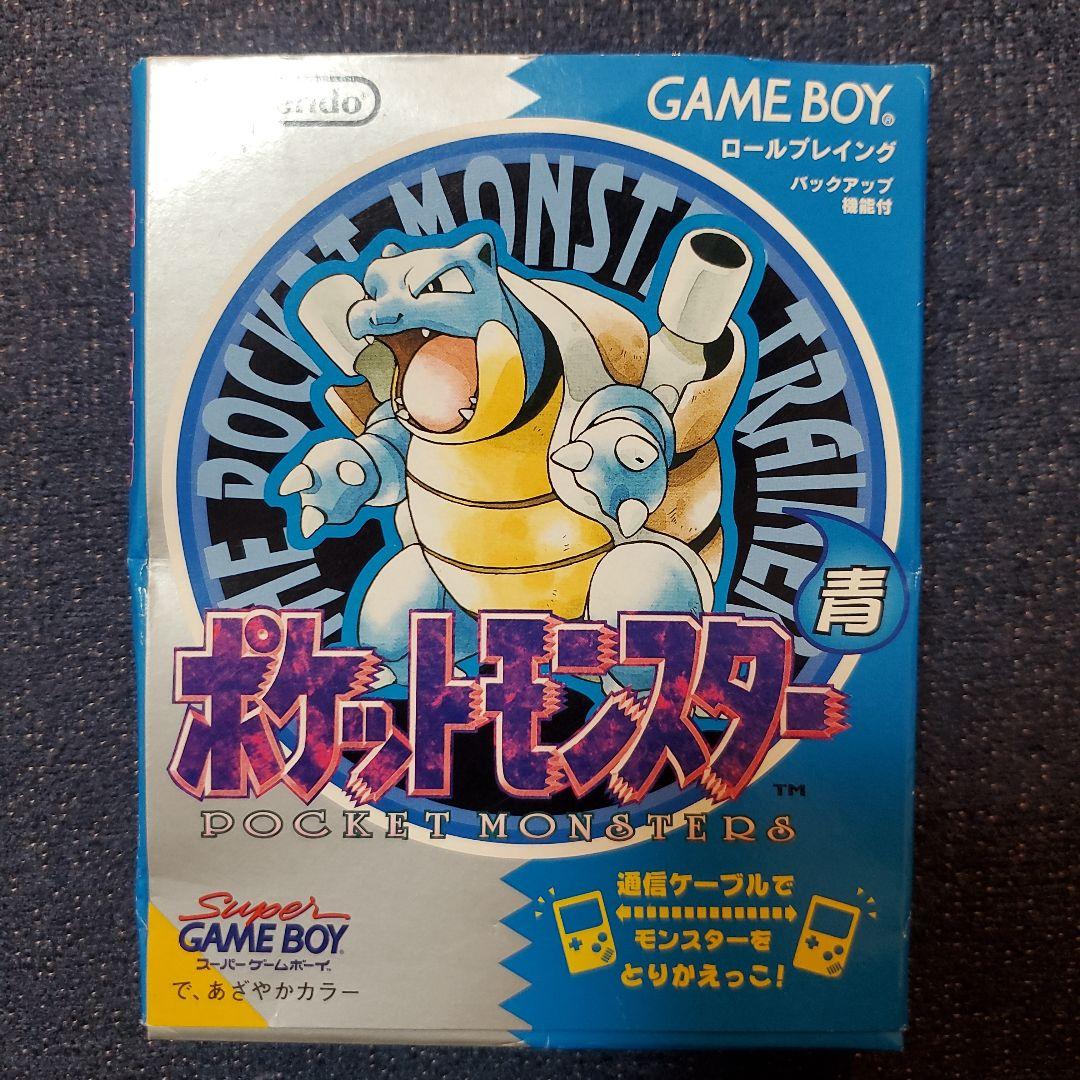 GAME BOY®
ロールプレイング
バックアップ
機能付
THE POCKET MONSTERS TRAINER
青
ポケットモンスター
TM
POCKET MONSTERS
Super
GAME BOY
スーパーゲームボーイ
で、あざやかカラー
通信ケーブルで
モンスターを
とりかえっこ!